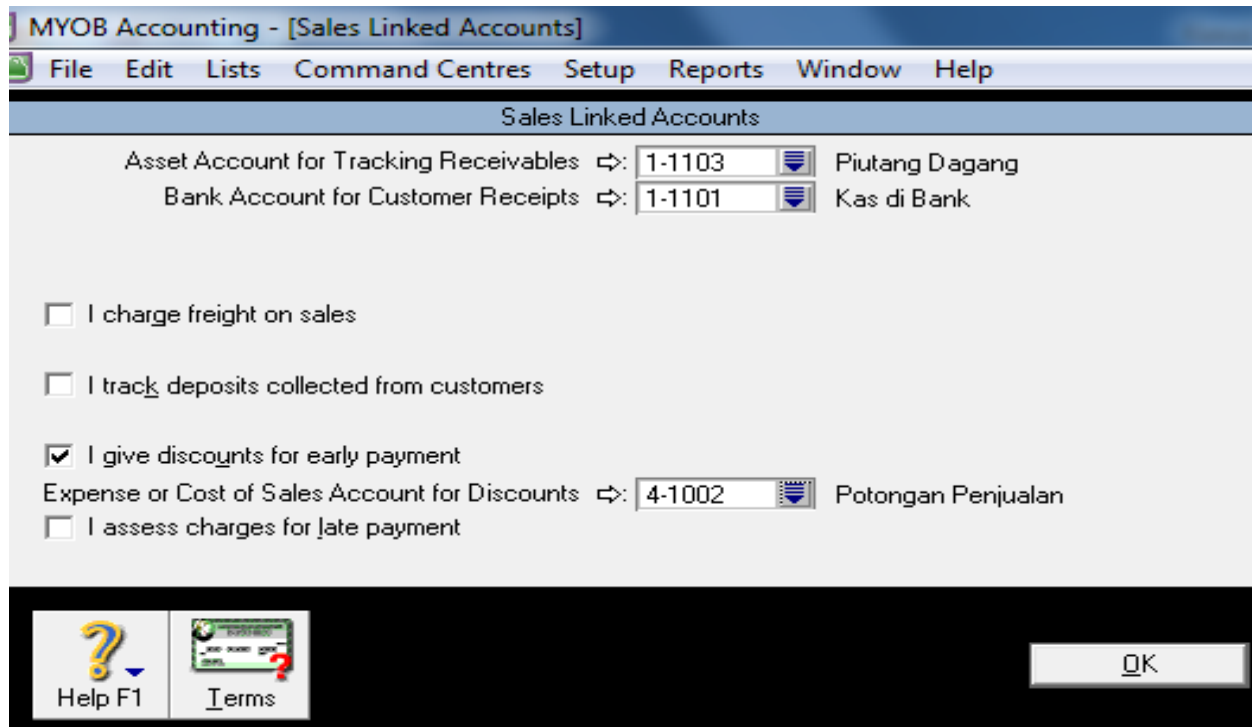 MYOB Accounting - [Sales Linked Accounts]
File Edit Lists Command Centres Setup Reports Window Help
Sales Linked Accounts
Asset Account for Tracking Receivables ⇨: 1-1103 Piutang Dagang
Bank Account for Customer Receipts ⇨: 1-1101 Kas di Bank
I charge freight on sales
I track deposits collected from customers
I give discounts for early payment
Expense or Cost of Sales Account for Discounts ⇨: 4-1002 Potongan Penjualan
I assess charges for late payment
Help F1 Terms OK